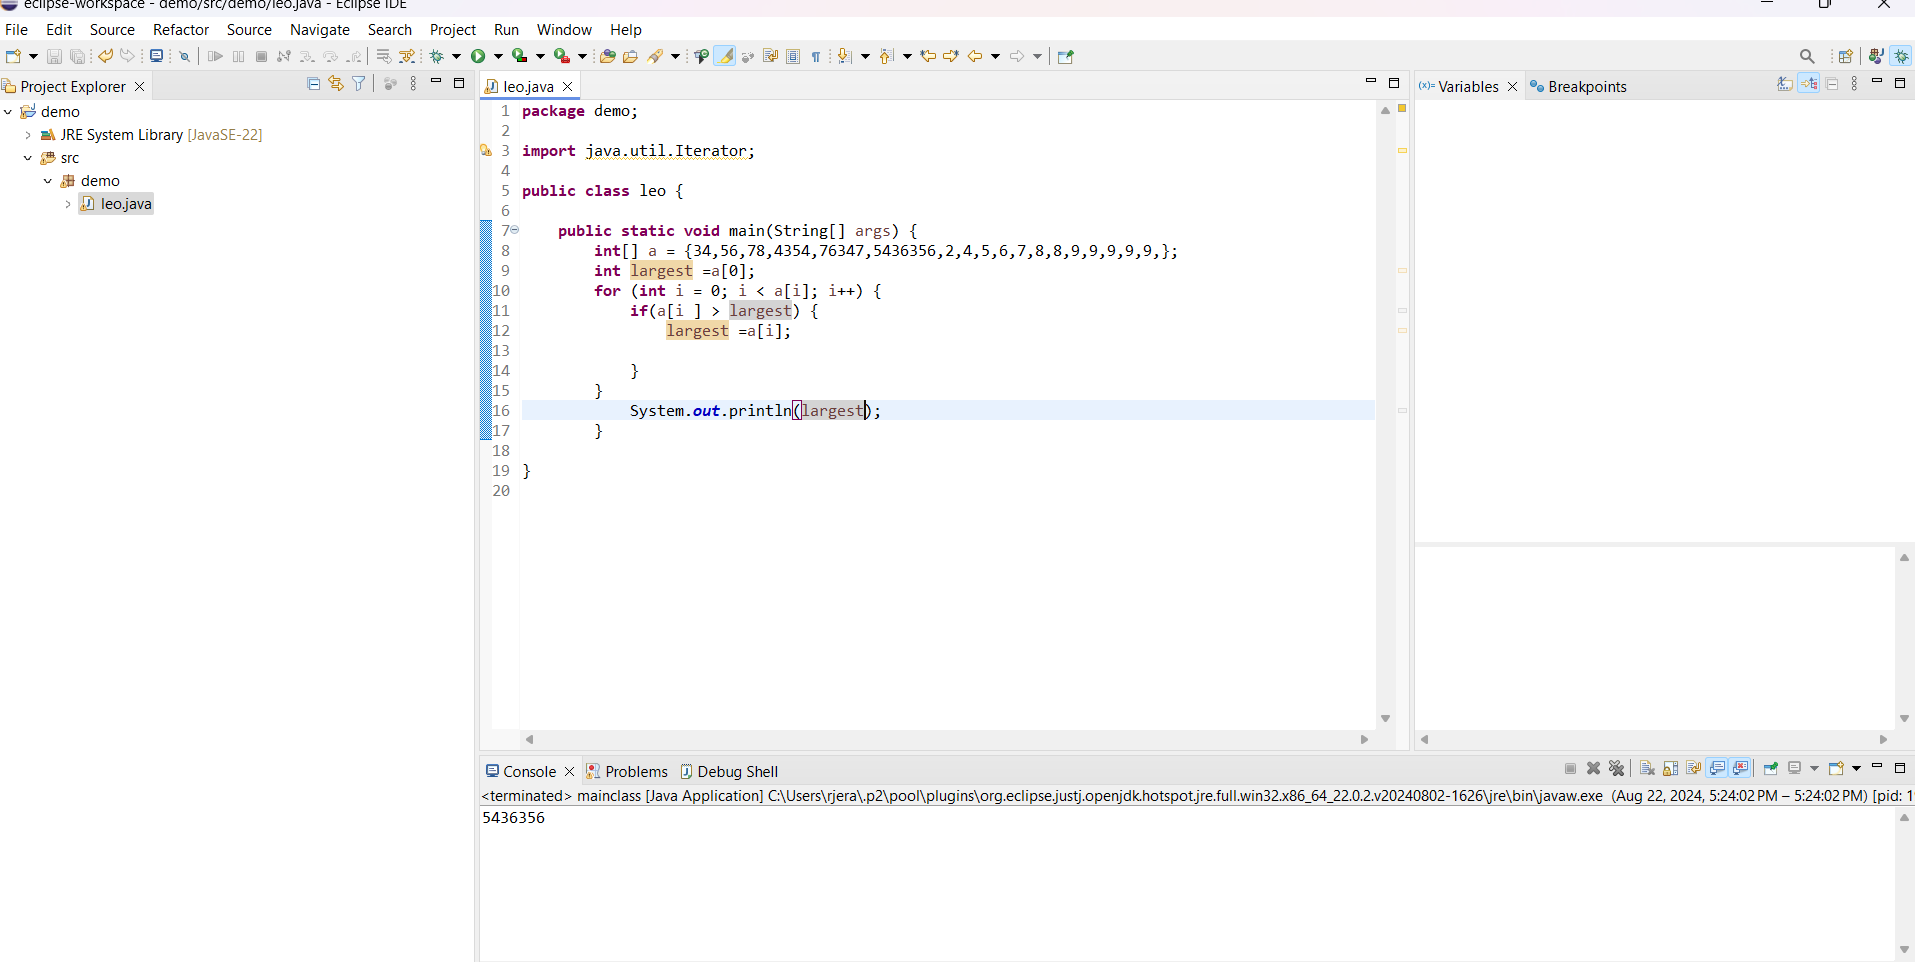 eclipse-workspace - demo/src/demo/leo.java - Eclipse IDE
File Edit Source Refactor Source Navigate Search Project Run Window Help
Project Explorer
demo
JRE System Library [JavaSE-22]
src
demo
leo.java
leo.java
1 package demo;
2
3 import java.util.Iterator;
4
5 public class leo {
6
7 public static void main(String[] args) {
8 int[] a = {34,56,78,4354,76347,5436356,2,4,5,6,7,8,8,9,9,9,9,9,};
9 int largest =a[0];
10 for (int i = 0; i < a[i]; i++) {
11 if(a[i ] > largest) {
12 largest =a[i];
13
14 }
15 }
16 System.out.println(largest);
17 }
18
19 }
20
(x)= Variables Breakpoints
Console Problems Debug Shell
<terminated> mainclass [Java Application] C:\Users\rjera\.p2\pool\plugins\org.eclipse.justj.openjdk.hotspot.jre.full.win32.x86_64_22.0.2.v20240802-1626\jre\bin\javaw.exe (Aug 22, 2024, 5:24:02 PM – 5:24:02 PM) [pid:
5436356